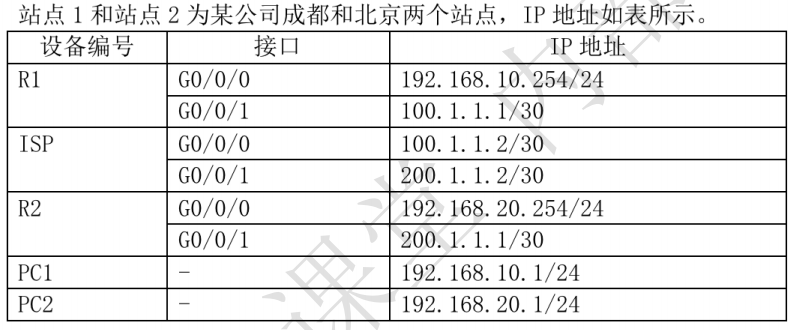 站点 1 和站点 2 为某公司成都和北京两个站点，IP 地址如表所示。
设备编号 接口 IP 地址
R1 G0/0/0 192.168.10.254/24
G0/0/1 100.1.1.1/30
ISP G0/0/0 100.1.1.2/30
G0/0/1 200.1.1.2/30
R2 G0/0/0 192.168.20.254/24
G0/0/1 200.1.1.1/30
PC1 - 192.168.10.1/24
PC2 - 192.168.20.1/24
课堂 内部